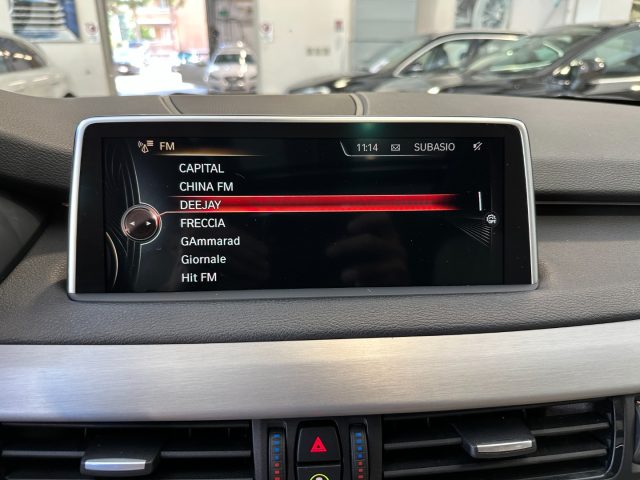 FM 11:14 SUBASIO
CAPITAL
CHINA FM
DEEJAY
FRECCIA
GAmmarad
Giornale
Hit FM